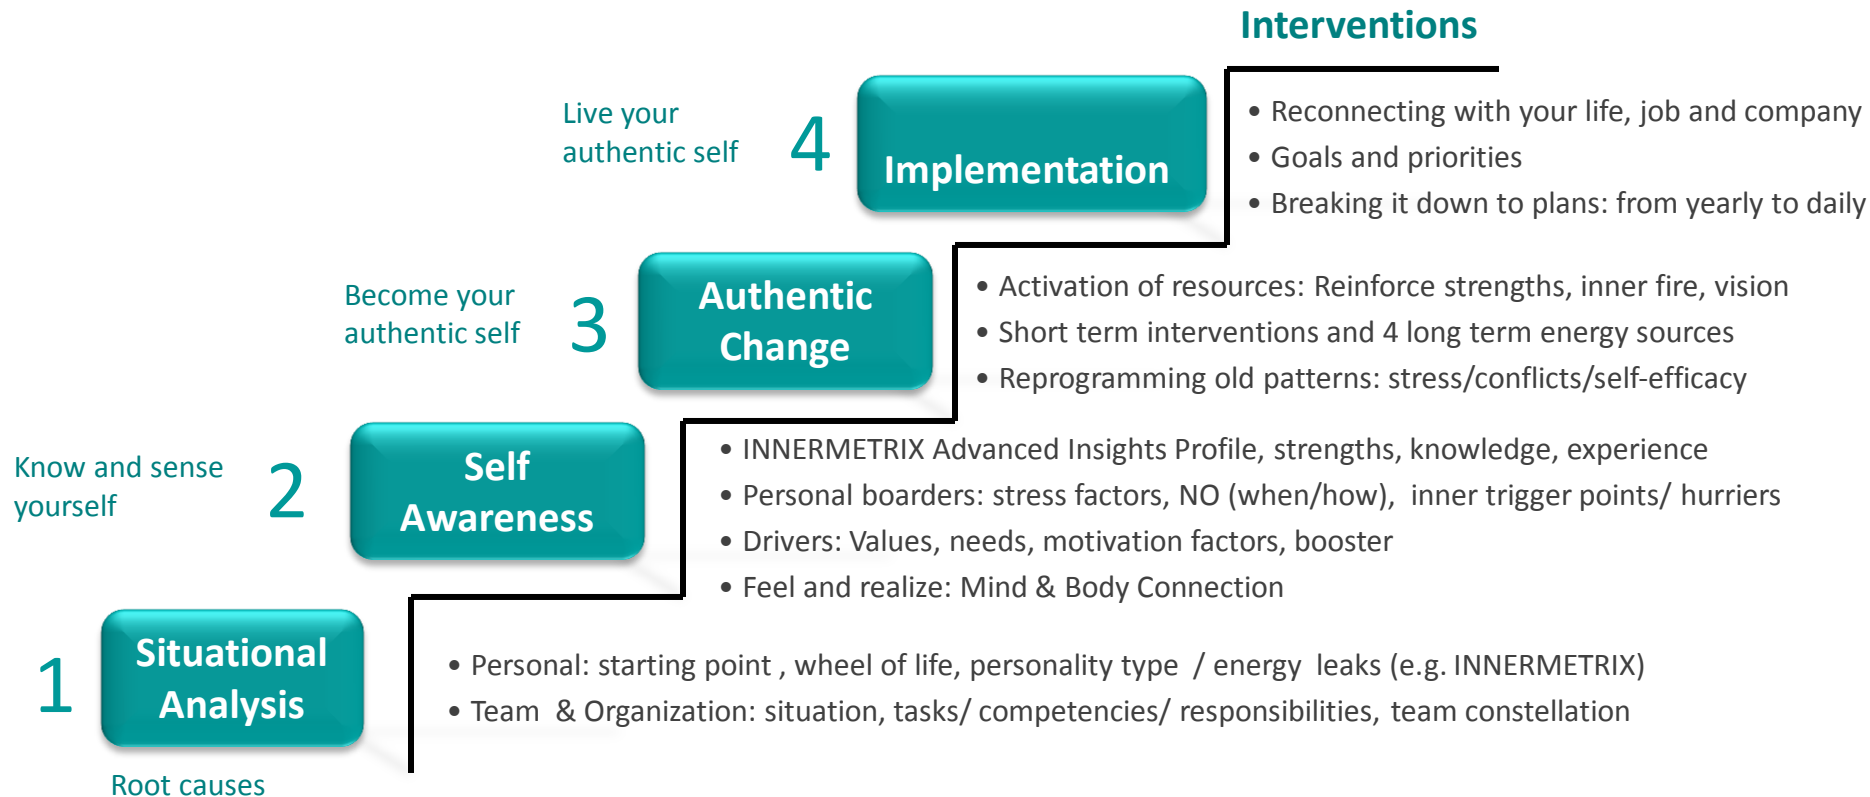 Interventions
Live your
authentic self
4
Implementation
• Reconnecting with your life, job and company
• Goals and priorities
• Breaking it down to plans: from yearly to daily
Become your
authentic self
3
Authentic
Change
• Activation of resources: Reinforce strengths, inner fire, vision
• Short term interventions and 4 long term energy sources
• Reprogramming old patterns: stress/conflicts/self-efficacy
Know and sense
yourself
2
Self
Awareness
• INNERMETRIX Advanced Insights Profile, strengths, knowledge, experience
• Personal boarders: stress factors, NO (when/how), inner trigger points/ hurriers
• Drivers: Values, needs, motivation factors, booster
• Feel and realize: Mind & Body Connection
1
Situational
Analysis
• Personal: starting point , wheel of life, personality type / energy leaks (e.g. INNERMETRIX)
• Team & Organization: situation, tasks/ competencies/ responsibilities, team constellation
Root causes